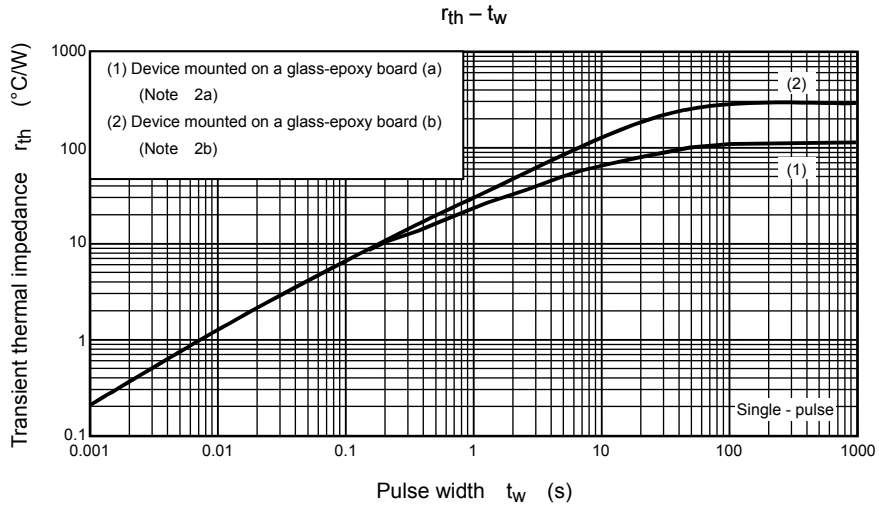 rth – tw
Transient thermal impedance rth (°C/W)
1000
100
10
1
0.1
(1) Device mounted on a glass-epoxy board (a)
(Note 2a)
(2) Device mounted on a glass-epoxy board (b)
(Note 2b)
(2)
(1)
Single - pulse
0.001
0.01
0.1
1
10
100
1000
Pulse width tw (s)